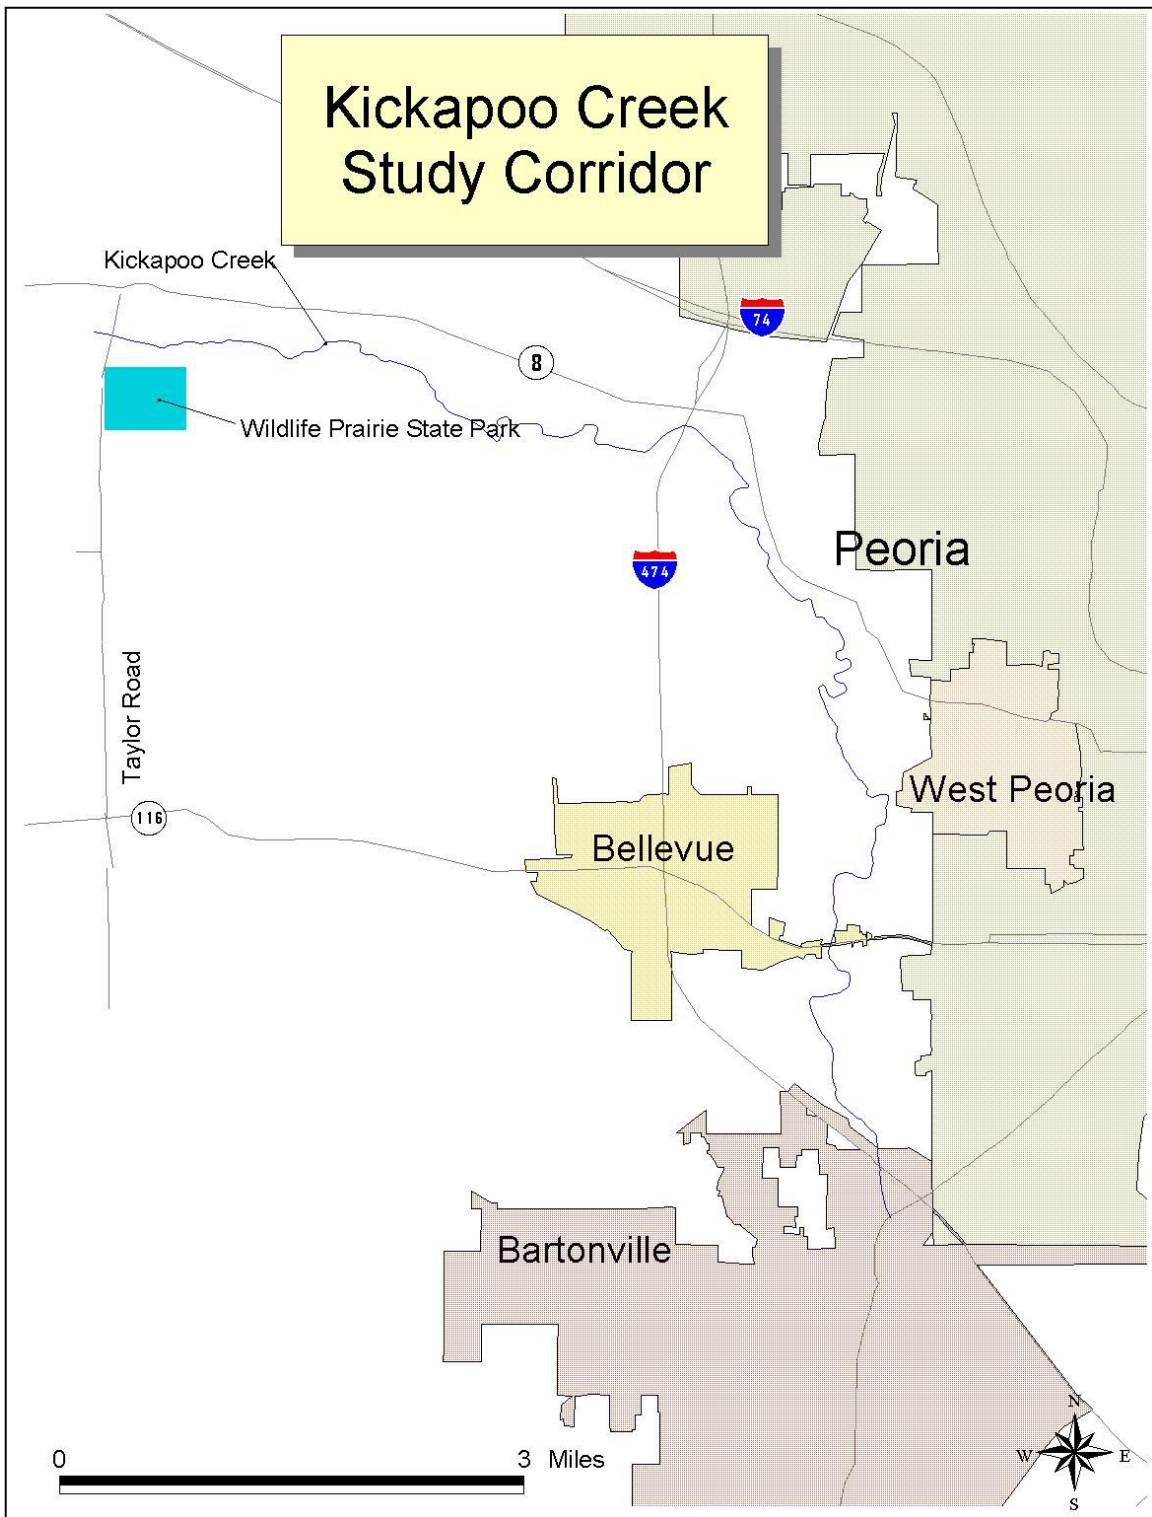 Kickapoo Creek
Study Corridor
Kickapoo Creek
74
8
Wildlife Prairie State Park
Peoria
474
Taylor Road
West Peoria
116
Bellevue
Bartonville
N
W
E
S
0
3 Miles